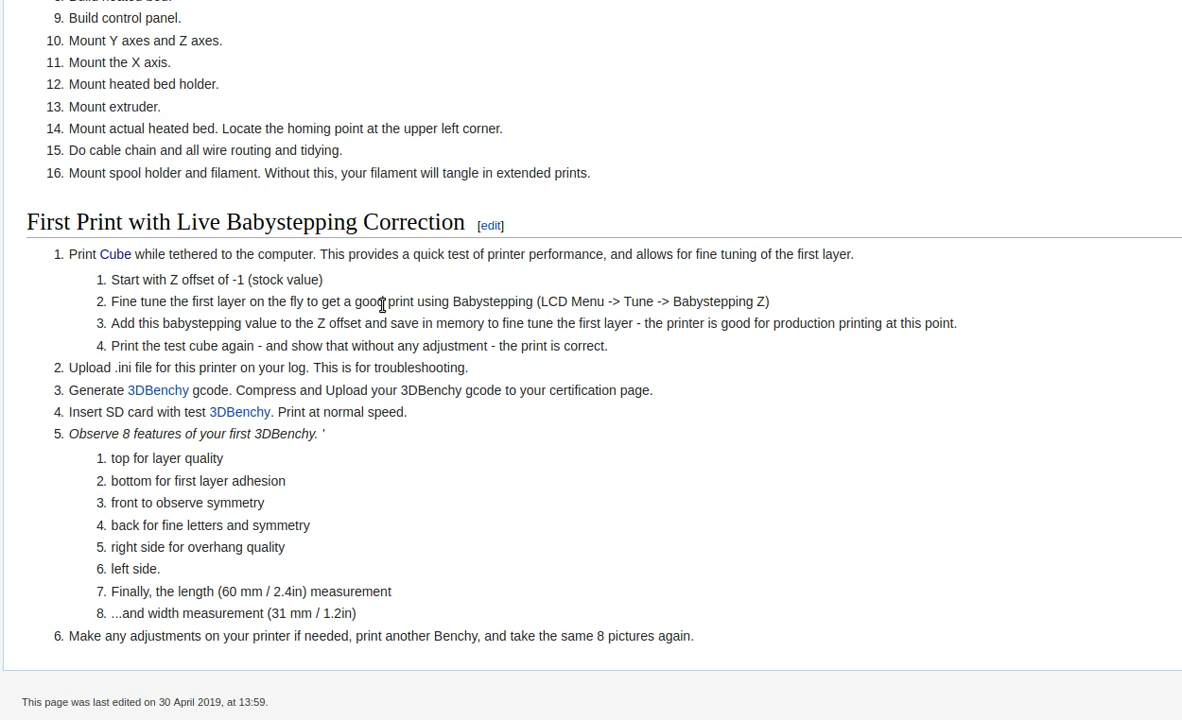 9. Build control panel.
10. Mount Y axes and Z axes.
11. Mount the X axis.
12. Mount heated bed holder.
13. Mount extruder.
14. Mount actual heated bed. Locate the homing point at the upper left corner.
15. Do cable chain and all wire routing and tidying.
16. Mount spool holder and filament. Without this, your filament will tangle in extended prints.
First Print with Live Babystepping Correction [edit]
1. Print Cube while tethered to the computer. This provides a quick test of printer performance, and allows for fine tuning of the first layer.
1. Start with Z offset of -1 (stock value)
2. Fine tune the first layer on the fly to get a good print using Babystepping (LCD Menu -> Tune -> Babystepping Z)
3. Add this babystepping value to the Z offset and save in memory to fine tune the first layer - the printer is good for production printing at this point.
4. Print the test cube again - and show that without any adjustment - the print is correct.
2. Upload .ini file for this printer on your log. This is for troubleshooting.
3. Generate 3DBenchy gcode. Compress and Upload your 3DBenchy gcode to your certification page.
4. Insert SD card with test 3DBenchy. Print at normal speed.
5. Observe 8 features of your first 3DBenchy. '
1. top for layer quality
2. bottom for first layer adhesion
3. front to observe symmetry
4. back for fine letters and symmetry
5. right side for overhang quality
6. left side.
7. Finally, the length (60 mm / 2.4in) measurement
8. ...and width measurement (31 mm / 1.2in)
6. Make any adjustments on your printer if needed, print another Benchy, and take the same 8 pictures again.
This page was last edited on 30 April 2019, at 13:59.